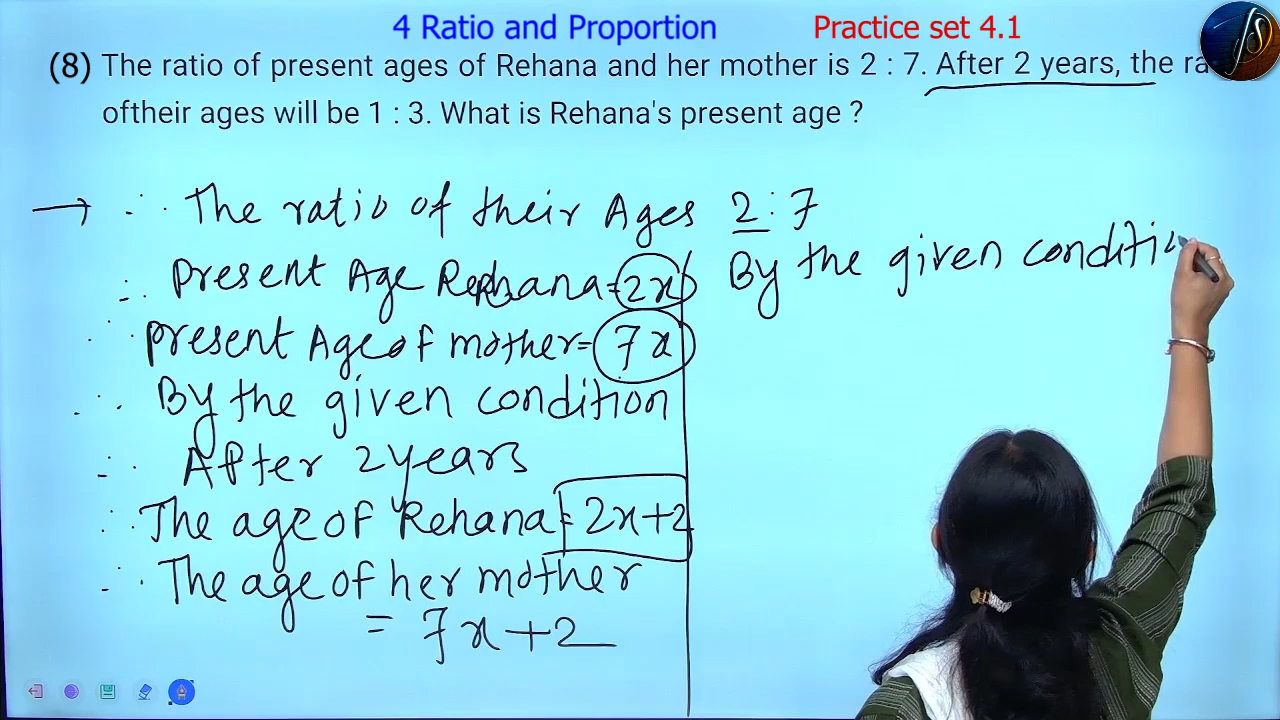 4 Ratio and Proportion Practice set 4.1
(8) The ratio of present ages of Rehana and her mother is 2 : 7. After 2 years, the ra
oftheir ages will be 1 : 3. What is Rehana's present age ?
→ ∴ The ratio of their Ages 2:7
∴ Present Age Rehana = 2x
∴ Present Age of mother = 7x
∴ By the given condition
∴ After 2 years
∴ The age of Rehana = 2x+2
∴ The age of her mother
= 7x+2
By the given conditi